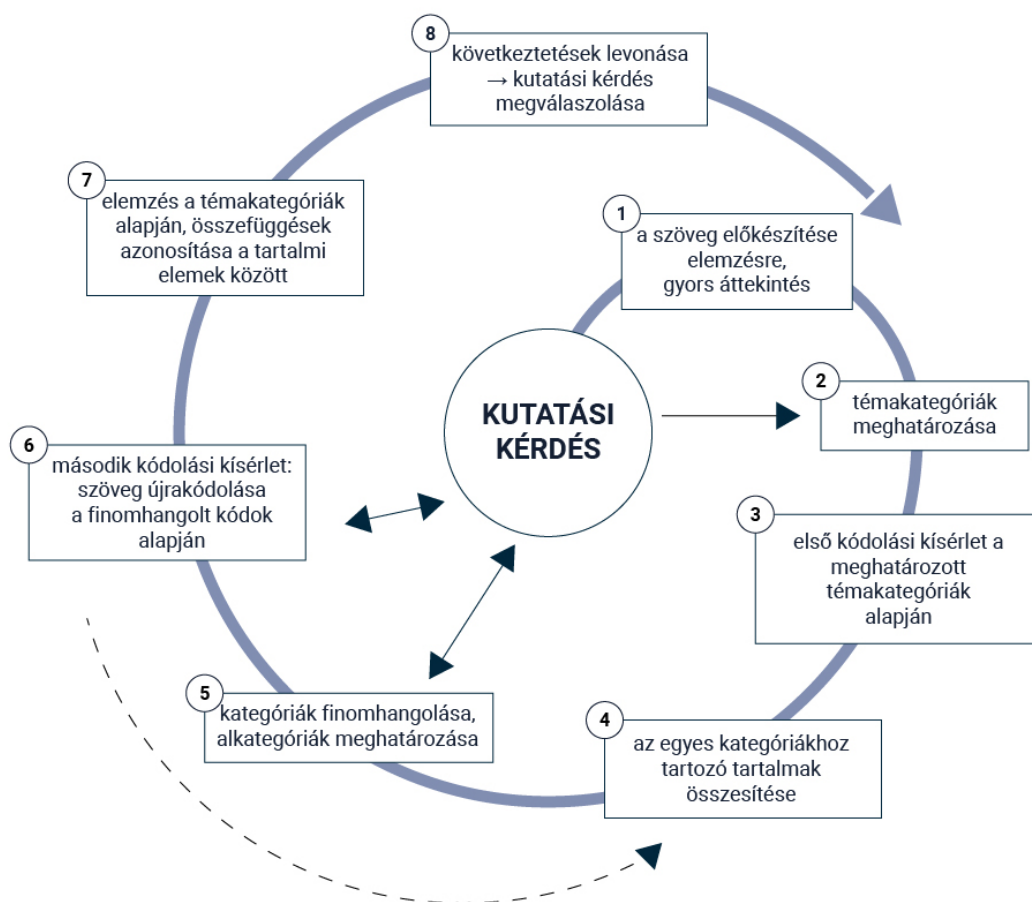 8
következtetések levonása
→ kutatási kérdés
megválaszolása
7
elemzés a témakategóriák
alapján, összefüggések
azonosítása a tartalmi
elemek között
1
a szöveg előkészítése
elemzésre,
gyors áttekintés
KUTATÁSI
KÉRDÉS
2
témakategóriák
meghatározása
6
második kódolási kísérlet:
szöveg újrakódolása
a finomhangolt kódok
alapján
3
első kódolási kísérlet a
meghatározott
témakategóriák
alapján
5
kategóriák finomhangolása,
alkategóriák meghatározása
4
az egyes kategóriákhoz
tartozó tartalmak
összesítése